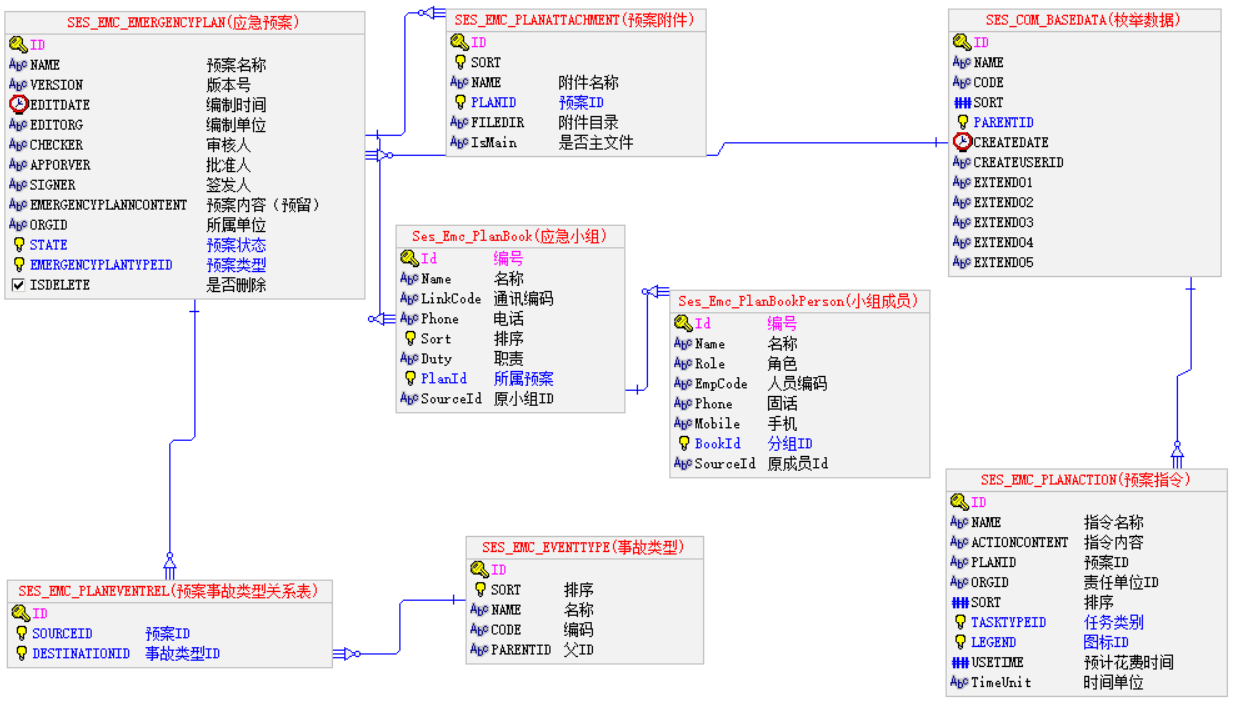 SES_EMC_EMERGENCYPLAN(应急预案)
ID
NAME 预案名称
VERSION 版本号
EDITDATE 编制时间
EDITORG 编制单位
CHECKER 审核人
APPORVER 批准人
SIGNER 签发人
EMERGENCYPLANNCONTENT 预案内容（预留）
ORGID 所属单位
STATE 预案状态
EMERGENCYPLANTYPEID 预案类型
ISDELETE 是否删除
SES_EMC_PLANATTACHMENT(预案附件)
ID
SORT
NAME 附件名称
PLANID 预案ID
FILEDIR 附件目录
IsMain 是否主文件
SES_COM_BASEDATA(枚举数据)
ID
NAME
CODE
SORT
PARENTID
CREATEDATE
CREATEUSERID
EXTEND01
EXTEND02
EXTEND03
EXTEND04
EXTEND05
Ses_Emc_PlanBook(应急小组)
Id 编号
Name 名称
LinkCode 通讯编码
Phone 电话
Sort 排序
Duty 职责
PlanId 所属预案
SourceId 原小组ID
Ses_Emc_PlanBookPerson(小组成员)
Id 编号
Name 名称
Role 角色
EmpCode 人员编码
Phone 固话
Mobile 手机
BookId 分组ID
SourceId 原成员Id
SES_EMC_PLANACTION(预案指令)
ID
NAME 指令名称
ACTIONCONTENT 指令内容
PLANID 预案ID
ORGID 责任单位ID
SORT 排序
TASKTYPEID 任务类别
LEGEND 图标ID
USETIME 预计花费时间
TimeUnit 时间单位
SES_EMC_EVENTTYPE(事故类型)
ID
SORT 排序
NAME 名称
CODE 编码
PARENTID 父ID
SES_EMC_PLANEVENTREL(预案事故类型关系表)
ID
SOURCEID 预案ID
DESTINATIONID 事故类型ID